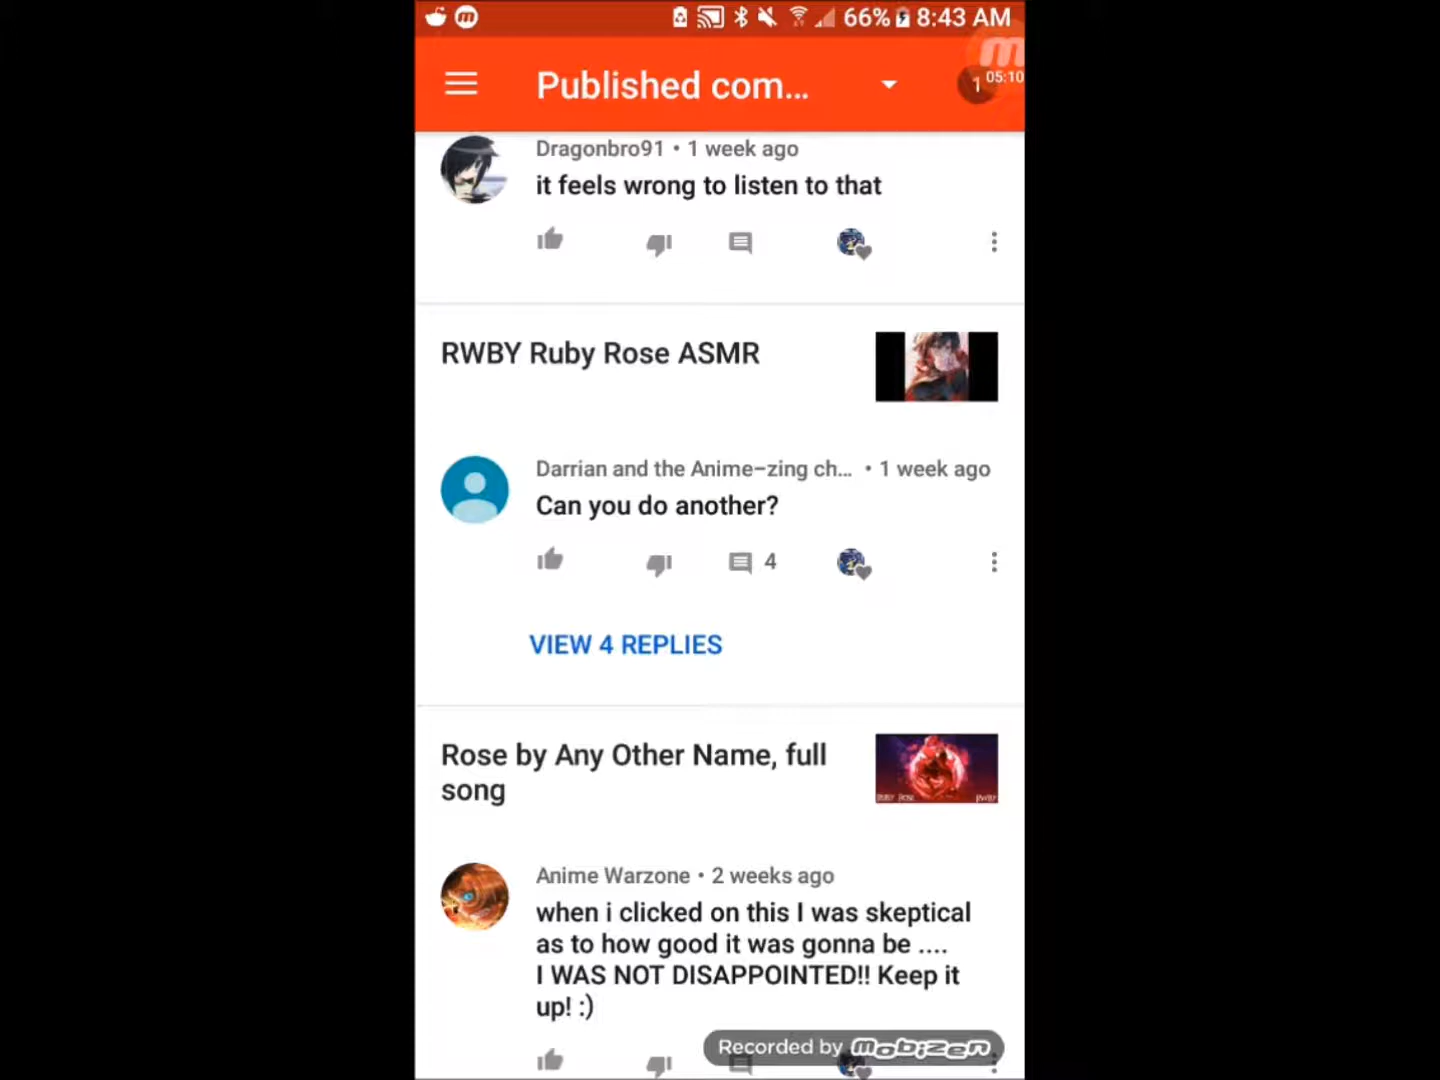 66% 8:43 AM
Published com...
1 05:10
Dragonbro91 • 1 week ago
it feels wrong to listen to that
RWBY Ruby Rose ASMR
Darrian and the Anime-zing ch... • 1 week ago
Can you do another?
4
VIEW 4 REPLIES
Rose by Any Other Name, full
song
RUBY ROSE RWBY
Anime Warzone • 2 weeks ago
when i clicked on this I was skeptical
as to how good it was gonna be ....
I WAS NOT DISAPPOINTED!! Keep it
up! :)
Recorded by mobizen